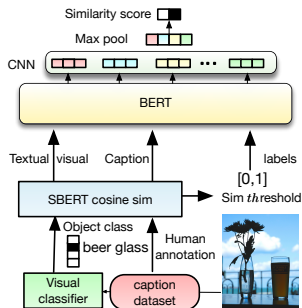 Similarity score
Max pool
CNN
BERT
Textual visual
Caption
labels
[0,1]
Sim threshold
SBERT cosine sim
Object class
beer glass
Human
annotation
Visual
classifier
caption
dataset